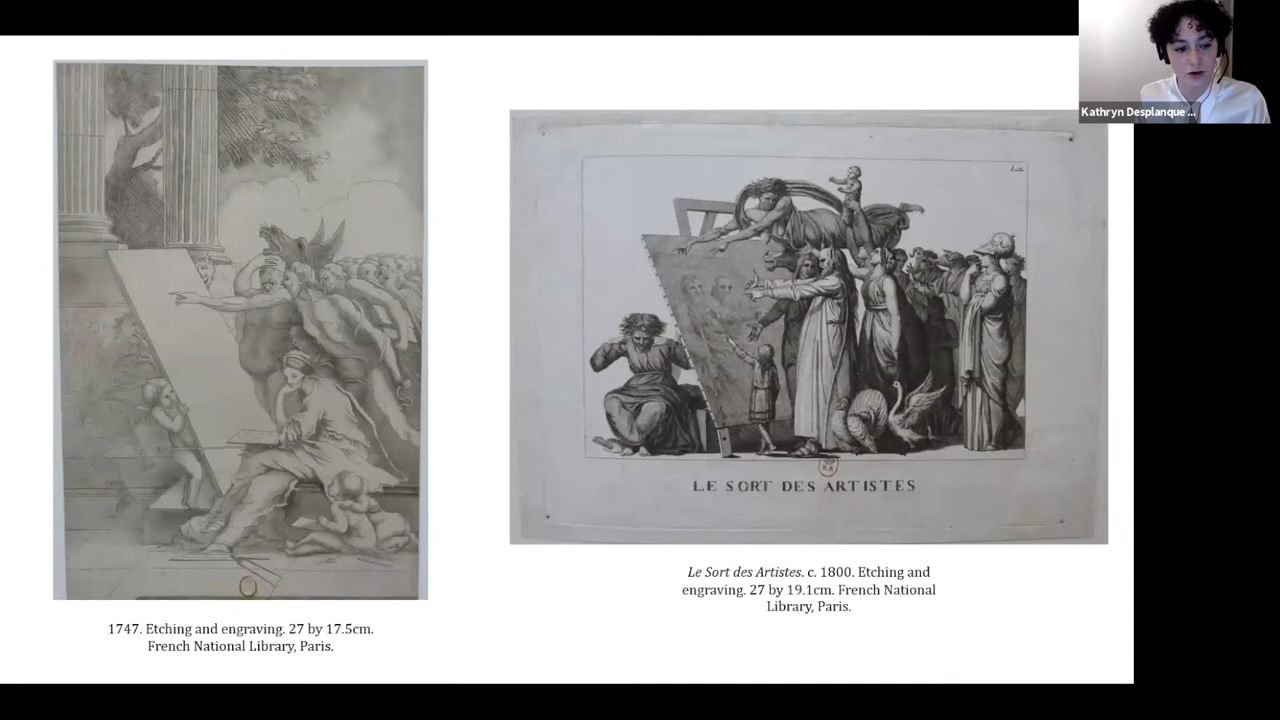 Kathryn Desplanque ...
LE SORT DES ARTISTES
Le Sort des Artistes. c. 1800. Etching and
engraving. 27 by 19.1cm. French National
Library, Paris.
1747. Etching and engraving. 27 by 17.5cm.
French National Library, Paris.